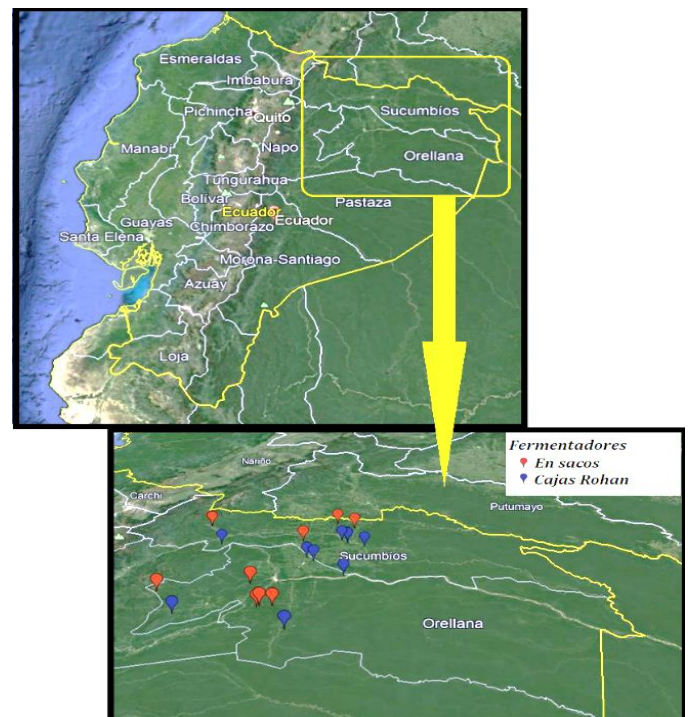 Esmeraldas
Imbabura
Pichincha
Quito
Sucumbíos
Manabí
Napo
Orellana
Tungurahua
Bolívar
Pastaza
Ecuador
Ecuador
Guayas
Chimborazo
Santa Elena
Morona-Santiago
Azuay
Loja
Fermentadores
En sacos
Cajas Rohan
Nariño
Carchi
Putumayo
Sucumbíos
Orellana